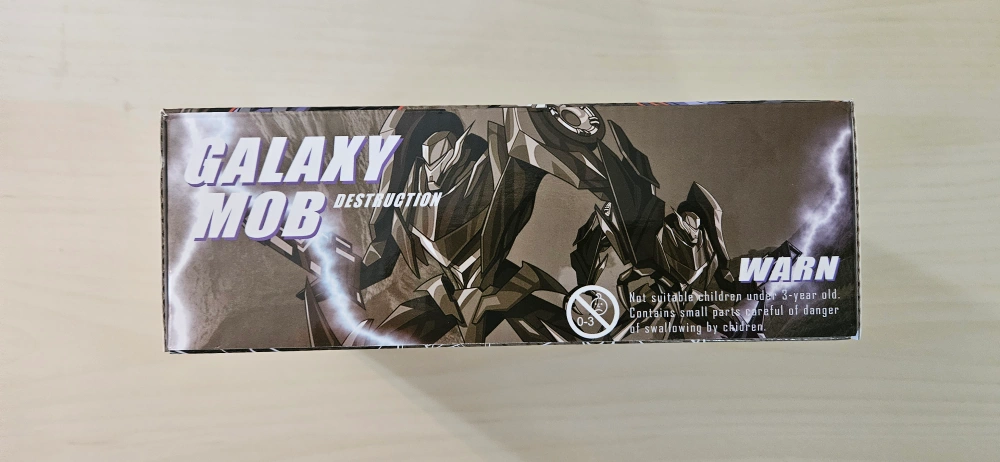 GALAXY
MOB DESTRUCTION
WARN
0-3
Not suitable children under 3-year old.
Contains small parts careful of danger
of swallowing by chidren.